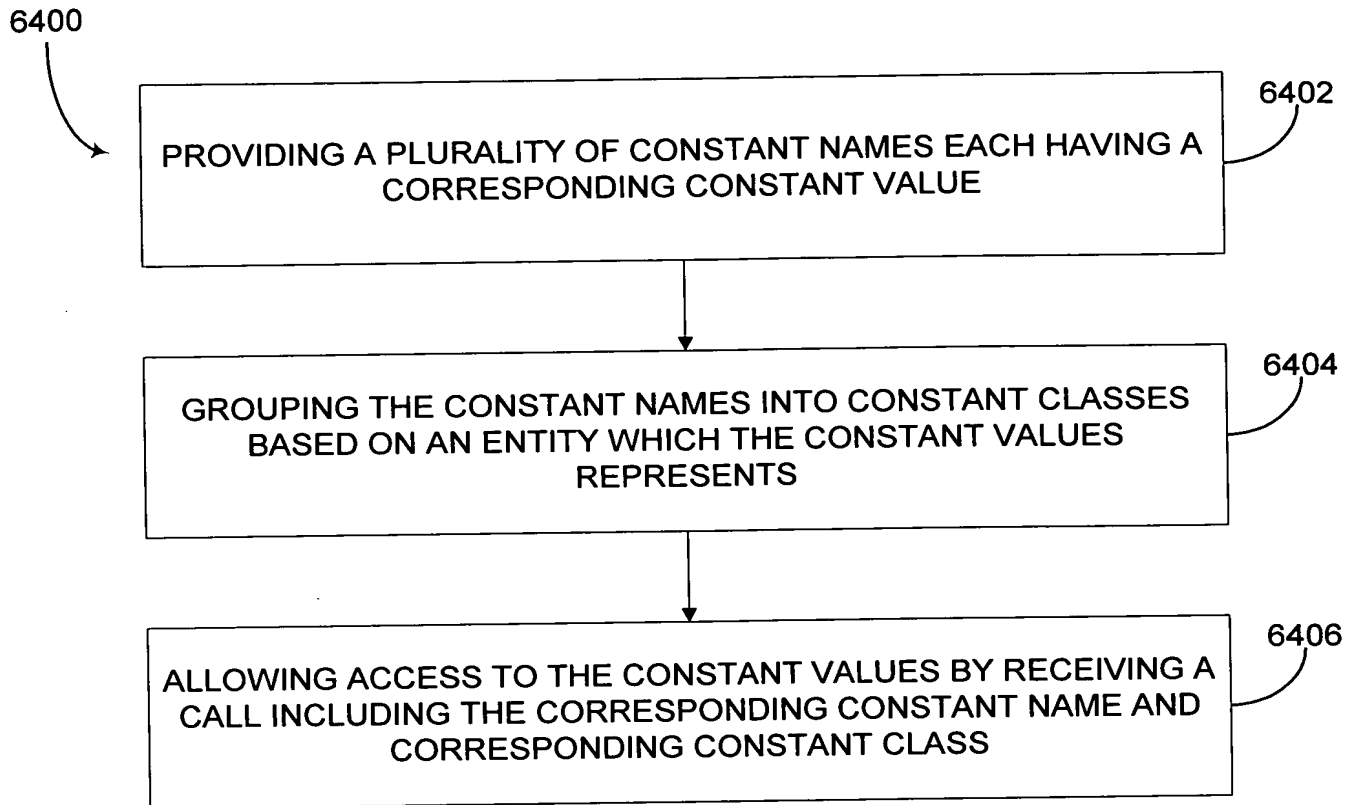 6400
6402
PROVIDING A PLURALITY OF CONSTANT NAMES EACH HAVING A
CORRESPONDING CONSTANT VALUE
6404
GROUPING THE CONSTANT NAMES INTO CONSTANT CLASSES
BASED ON AN ENTITY WHICH THE CONSTANT VALUES
REPRESENTS
6406
ALLOWING ACCESS TO THE CONSTANT VALUES BY RECEIVING A
CALL INCLUDING THE CORRESPONDING CONSTANT NAME AND
CORRESPONDING CONSTANT CLASS